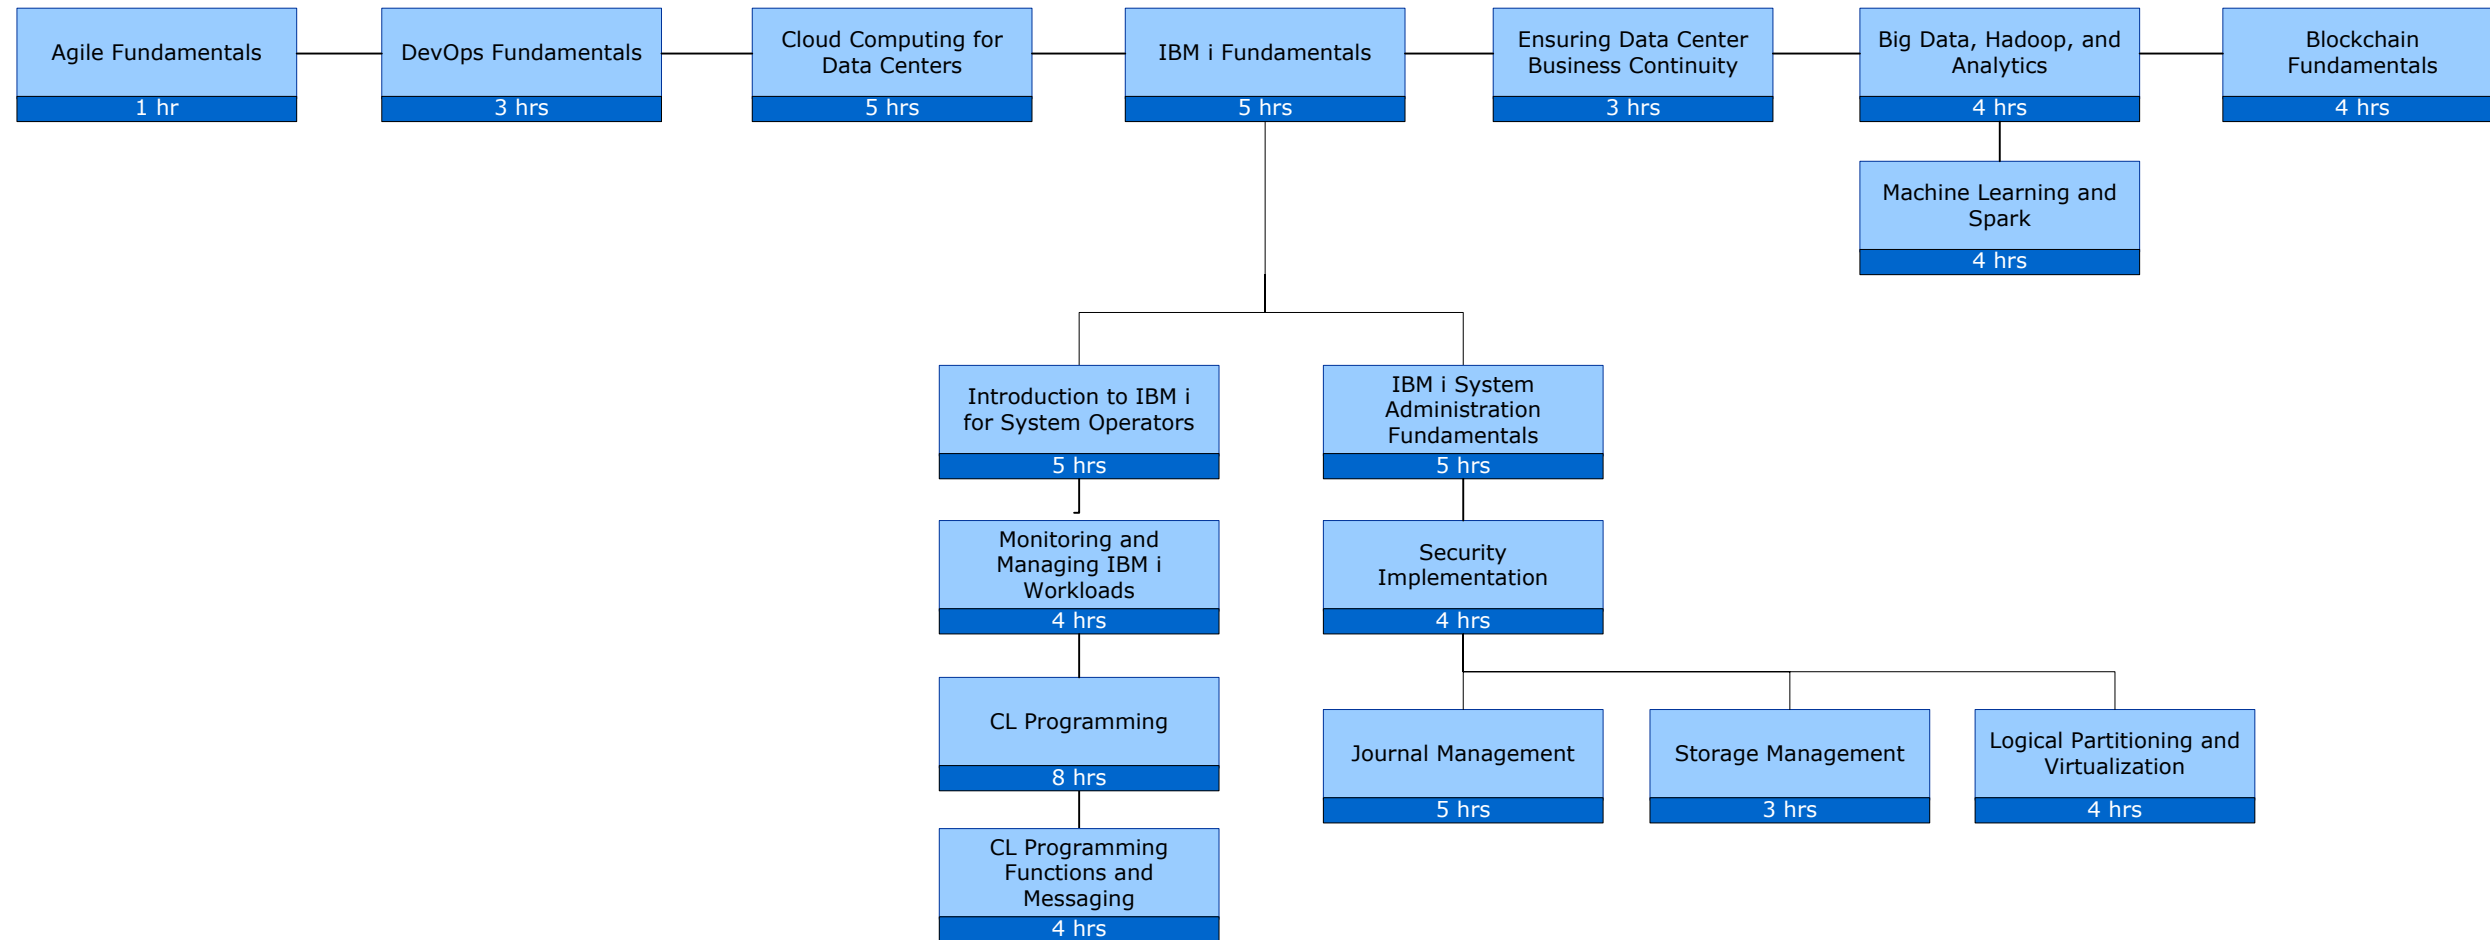 Agile Fundamentals
1 hr
DevOps Fundamentals
3 hrs
Cloud Computing for
Data Centers
5 hrs
IBM i Fundamentals
5 hrs
Ensuring Data Center
Business Continuity
3 hrs
Big Data, Hadoop, and
Analytics
4 hrs
Blockchain
Fundamentals
4 hrs
Machine Learning and
Spark
4 hrs
Introduction to IBM i
for System Operators
5 hrs
IBM i System
Administration
Fundamentals
5 hrs
Monitoring and
Managing IBM i
Workloads
4 hrs
Security
Implementation
4 hrs
CL Programming
8 hrs
Journal Management
5 hrs
Storage Management
3 hrs
Logical Partitioning and
Virtualization
4 hrs
CL Programming
Functions and
Messaging
4 hrs